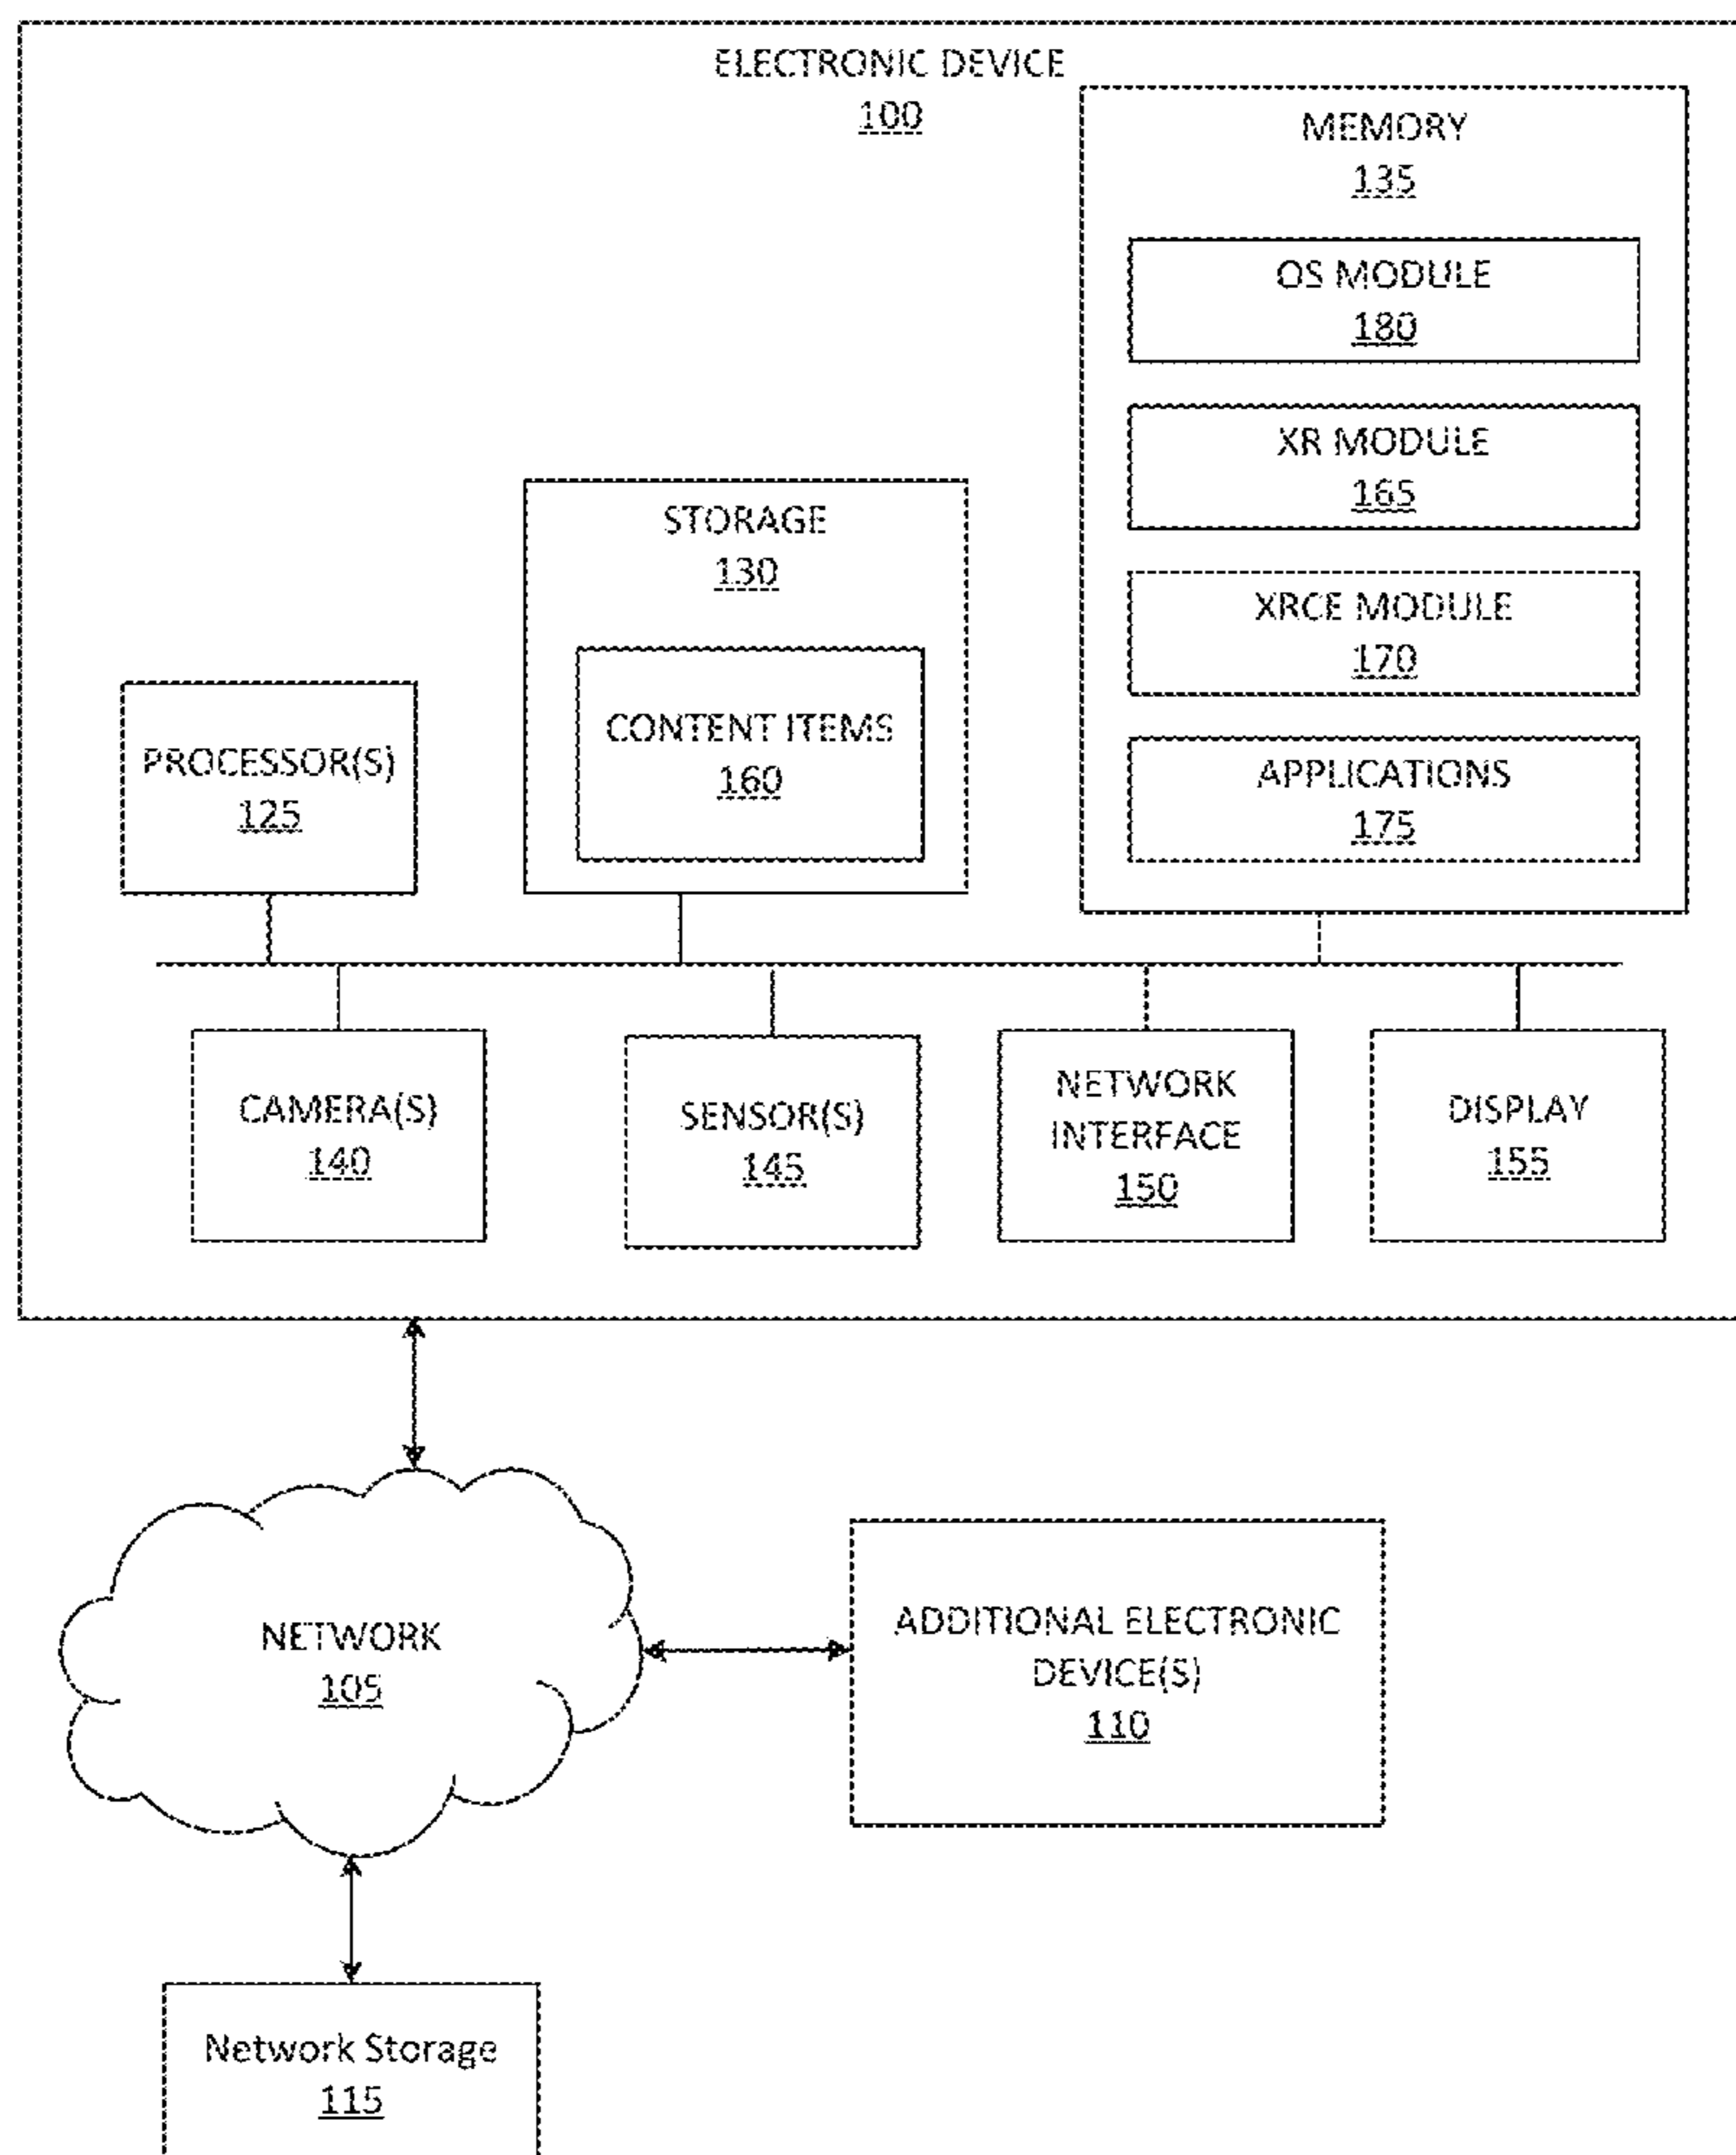 ELECTRONIC DEVICE
100
MEMORY
135
OS MODULE
180
XR MODULE
165
XRCE MODULE
170
APPLICATIONS
175
STORAGE
130
CONTENT ITEMS
160
PROCESSOR(S)
125
CAMERA(S)
140
SENSOR(S)
145
NETWORK
INTERFACE
150
DISPLAY
155
NETWORK
105
ADDITIONAL ELECTRONIC
DEVICE(S)
110
Network Storage
115